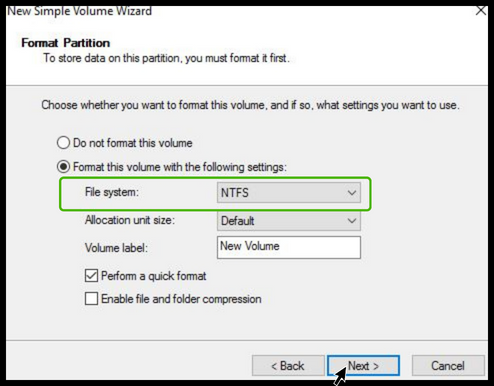 New Simple Volume Wizard
Format Partition
To store data on this partition, you must format it first.
Choose whether you want to format this volume, and if so, what settings you want to use.
Do not format this volume
Format this volume with the following settings:
File system: NTFS
Allocation unit size: Default
Volume label: New Volume
Perform a quick format
Enable file and folder compression
< Back Next > Cancel